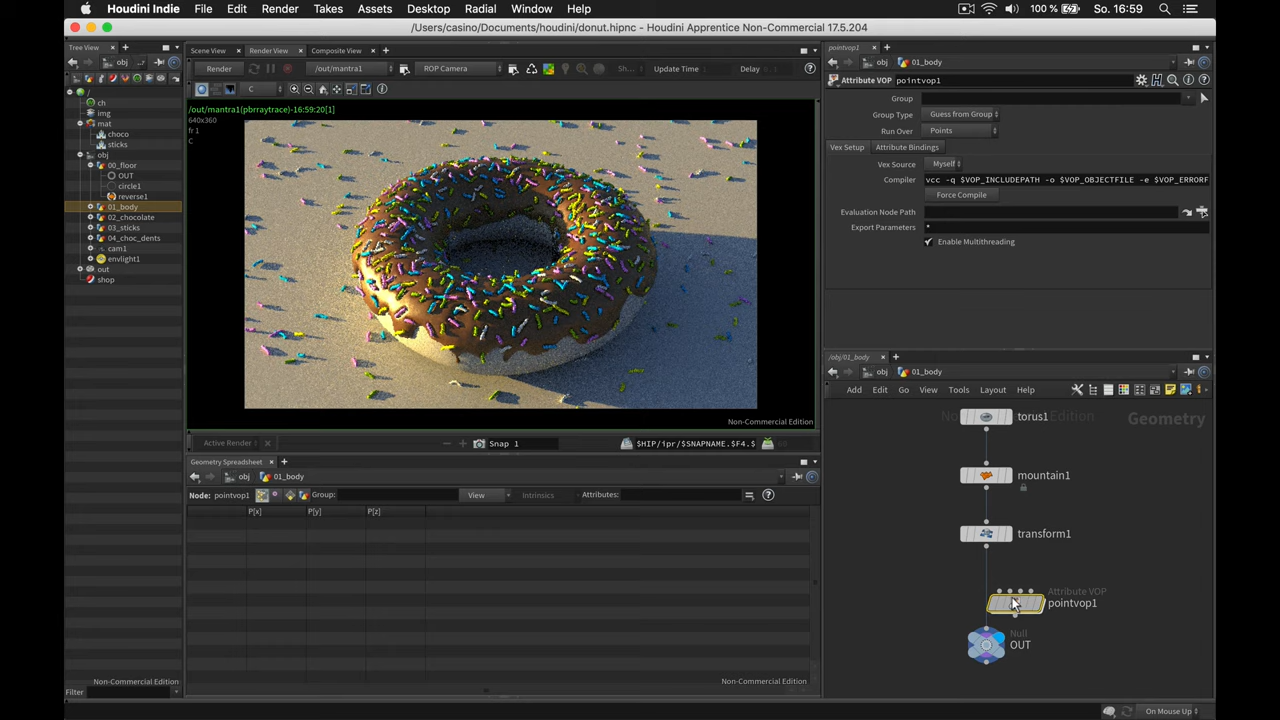 Houdini Indie File Edit Render Takes Assets Desktop Radial Window Help 100 % So. 16:59
/Users/casino/Documents/houdini/donut.hipnc - Houdini Apprentice Non-Commercial 17.5.204
Tree View
obj
/
ch
img
mat
choco
sticks
obj
00_floor
OUT
circle1
reverse1
01_body
02_chocolate
03_sticks
04_choc_dents
cam1
envlight1
out
shop
Non-Commercial Edition
Filter
Scene View Render View Composite View
Render /out/mantra1 ROP Camera Sh... Update Time Delay
C
/out/mantra1(pbrraytrace)-16:59:20[1]
640x360
fr 1
C
Non-Commercial Edition
Active Render Snap 1 $HIP/ipr/$SNAPNAME.$F4.$
Geometry Spreadsheet
obj 01_body
Node: pointvop1 Group: View Intrinsics Attributes:
P[x] P[y] P[z]
Non-Commercial Edition
pointvop1
obj 01_body
Attribute VOP pointvop1
Group
Group Type Guess from Group
Run Over Points
Vex Setup Attribute Bindings
Vex Source Myself
Compiler vcc -q $VOP_INCLUDEPATH -o $VOP_OBJECTFILE -e $VOP_ERRORF
Force Compile
Evaluation Node Path
Export Parameters *
Enable Multithreading
/obj/01_body
obj 01_body
Add Edit Go View Tools Layout Help
Edition
Geometry
torus1
mountain1
transform1
Attribute VOP
pointvop1
Null
OUT
On Mouse Up